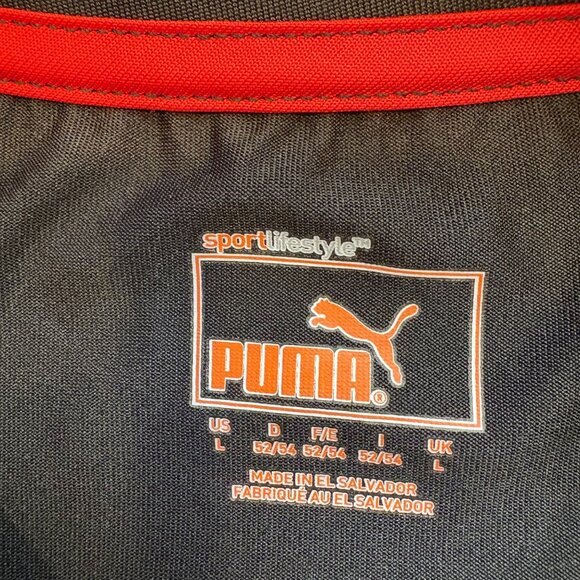 sportlifestyle™
PUMA®
US D F/E I UK
L 52/54 52/54 52/54 L
MADE IN EL SALVADOR
FABRIQUÉ AU EL SALVADOR